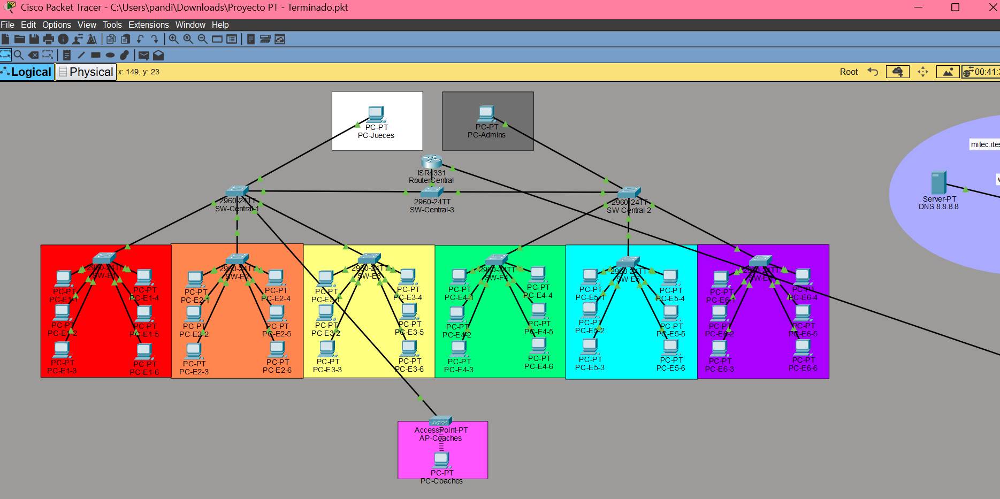 Cisco Packet Tracer - C:\Users\pandi\Downloads\Proyecto PT - Terminado.pkt
File Edit Options View Tools Extensions Window Help
Logical Physical x: 149, y: 23 Root 00:41:
PC-PT
PC-Jueces
PC-PT
PC-Admins
mitec.ites
ISR4331
RouterCentral
2960-24TT
SW-Central-1
2960-24TT
SW-Central-3
2960-24TT
SW-Central-2
Server-PT
DNS 8.8.8.8
2960-24TT
SW-E1
PC-PT
PC-E1-1
PC-PT
PC-E1-4
PC-PT
PC-E1-2
PC-PT
PC-E1-5
PC-PT
PC-E1-3
PC-PT
PC-E1-6
2960-24TT
SW-E2
PC-PT
PC-E2-1
PC-PT
PC-E2-4
PC-PT
PC-E2-2
PC-PT
PC-E2-5
PC-PT
PC-E2-3
PC-PT
PC-E2-6
2960-24TT
SW-E3
PC-PT
PC-E3-1
PC-PT
PC-E3-4
PC-PT
PC-E3-2
PC-PT
PC-E3-5
PC-PT
PC-E3-3
PC-PT
PC-E3-6
2960-24TT
SW-E4
PC-PT
PC-E4-1
PC-PT
PC-E4-4
PC-PT
PC-E4-2
PC-PT
PC-E4-5
PC-PT
PC-E4-3
PC-PT
PC-E4-6
2960-24TT
SW-E5
PC-PT
PC-E5-1
PC-PT
PC-E5-4
PC-PT
PC-E5-2
PC-PT
PC-E5-5
PC-PT
PC-E5-3
PC-PT
PC-E5-6
2960-24TT
SW-E6
PC-PT
PC-E6-1
PC-PT
PC-E6-4
PC-PT
PC-E6-2
PC-PT
PC-E6-5
PC-PT
PC-E6-3
PC-PT
PC-E6-6
AccessPoint-PT
AP-Coaches
PC-PT
PC-Coaches